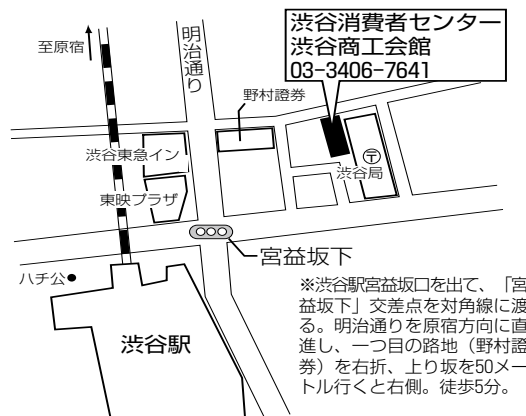 渋谷消費者センター
渋谷商工会館
03-3406-7641
至原宿
明治通り
野村證券
渋谷東急イン
〒
渋谷局
東映プラザ
宮益坂下
ハチ公
渋谷駅
※渋谷駅宮益坂口を出て、「宮
益坂下」交差点を対角線に渡
る。明治通りを原宿方向に直
進し、一つ目の路地（野村證
券）を右折、上り坂を50メー
トル行くと右側。徒歩5分。